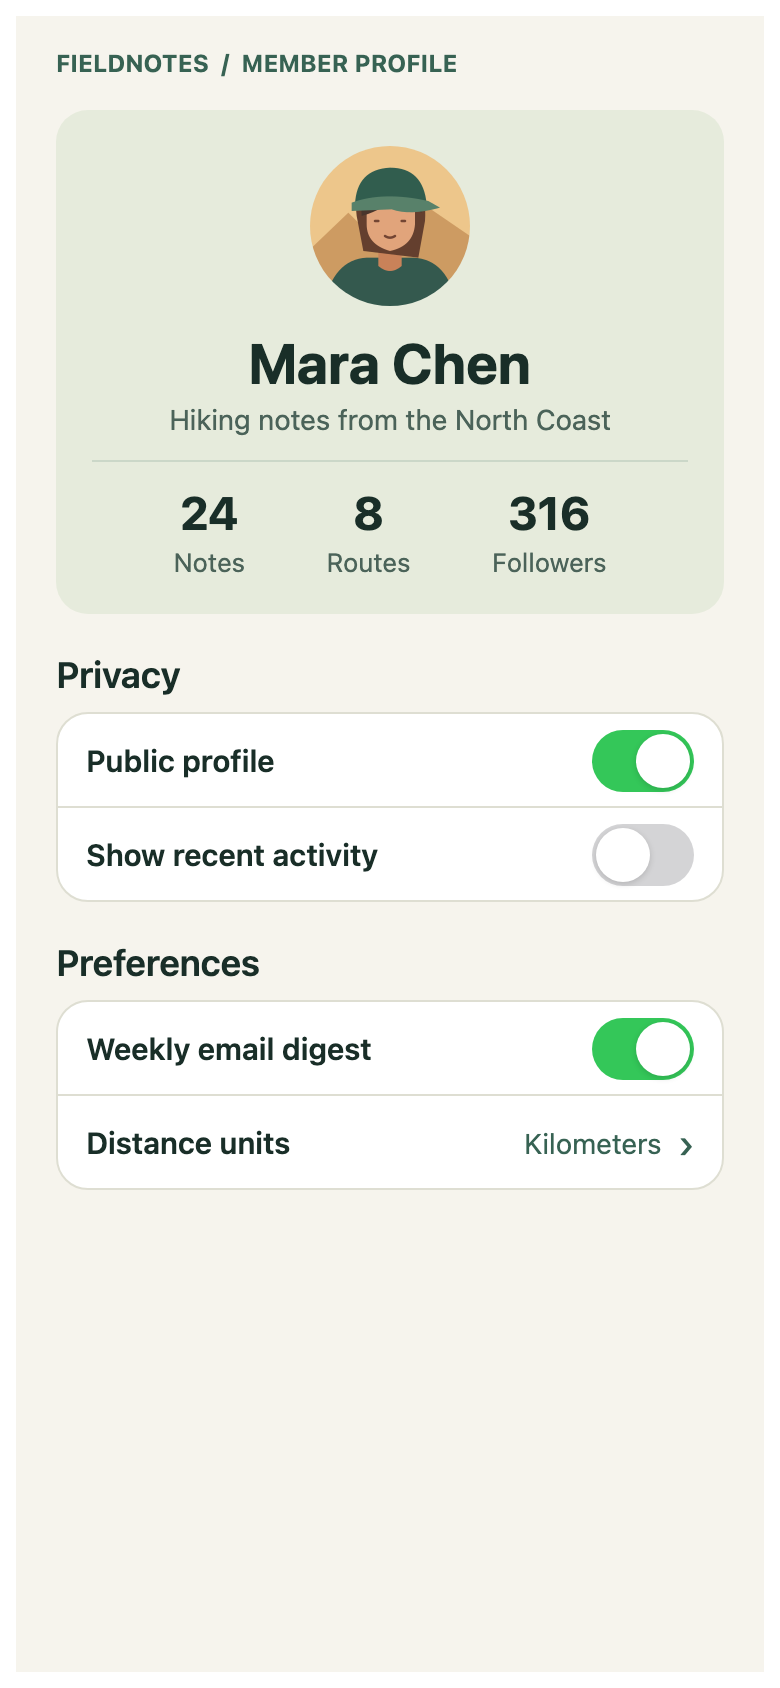 FIELDNOTES / MEMBER PROFILE
Mara Chen
Hiking notes from the North Coast
24 8 316
Notes Routes Followers
Privacy
Public profile
Show recent activity
Preferences
Weekly email digest
Distance units Kilometers ›